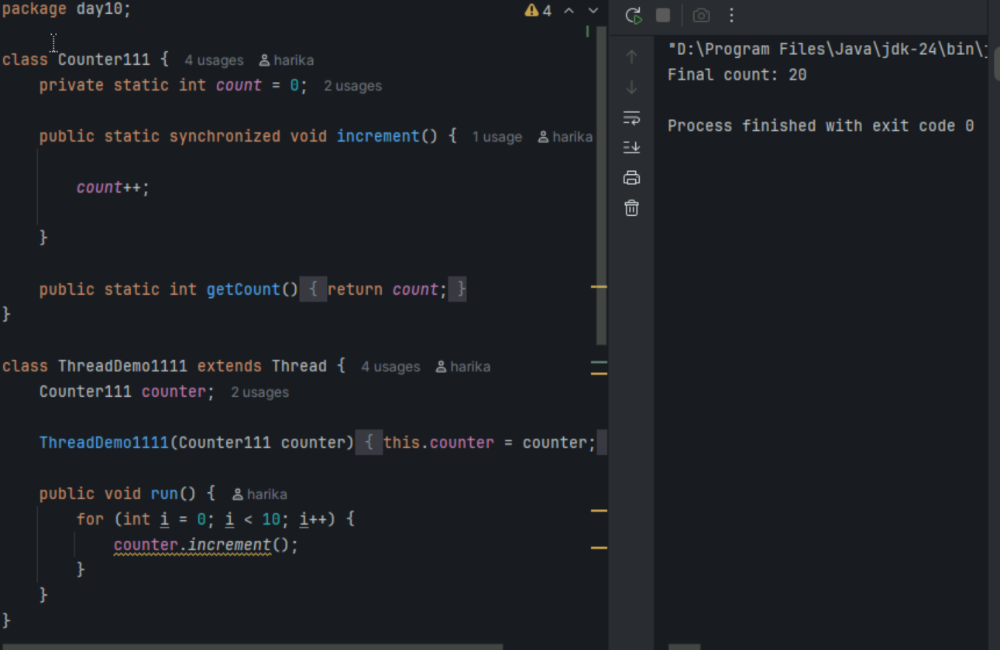 package day10;
4
class Counter111 { 4 usages harika
private static int count = 0; 2 usages
public static synchronized void increment() { 1 usage harika
count++;
}
public static int getCount() { return count; }
}
class ThreadDemo1111 extends Thread { 4 usages harika
Counter111 counter; 2 usages
ThreadDemo1111(Counter111 counter) { this.counter = counter;
public void run() { harika
for (int i = 0; i < 10; i++) {
counter.increment();
}
}
}
"D:\Program Files\Java\jdk-24\bin\
Final count: 20
Process finished with exit code 0